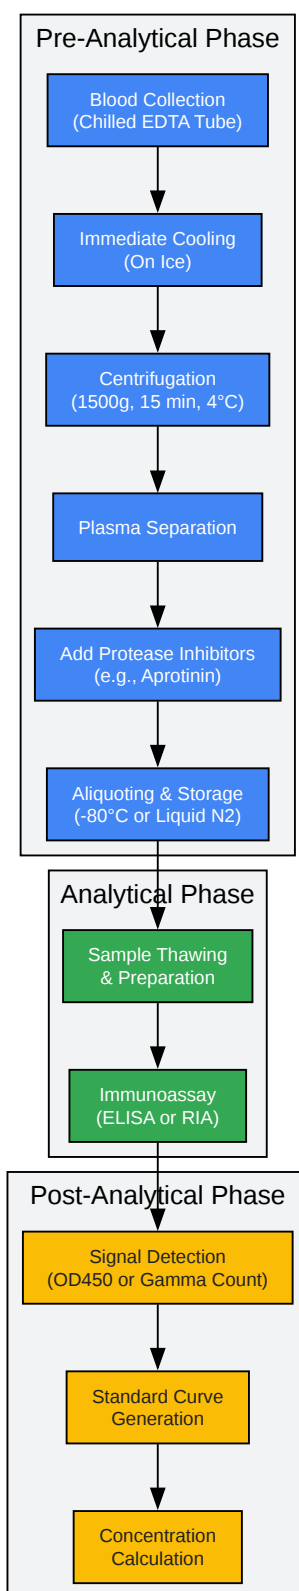 Pre-Analytical Phase
Blood Collection
(Chilled EDTA Tube)
Immediate Cooling
(On Ice)
Centrifugation
(1500g, 15 min, 4°C)
Plasma Separation
Add Protease Inhibitors
(e.g., Aprotinin)
Aliquoting & Storage
(-80°C or Liquid N2)
Analytical Phase
Sample Thawing
& Preparation
Immunoassay
(ELISA or RIA)
Post-Analytical Phase
Signal Detection
(OD450 or Gamma Count)
Standard Curve
Generation
Concentration
Calculation